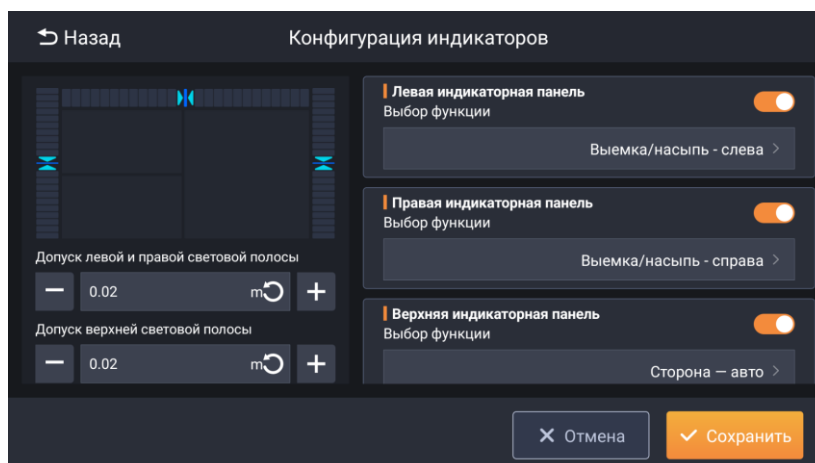 Назад
Конфигурация индикаторов
Допуск левой и правой световой полосы
0.02 m
Допуск верхней световой полосы
0.02 m
Левая индикаторная панель
Выбор функции
Выемка/насыпь - слева
Правая индикаторная панель
Выбор функции
Выемка/насыпь - справа
Верхняя индикаторная панель
Выбор функции
Сторона — авто
Отмена
Сохранить